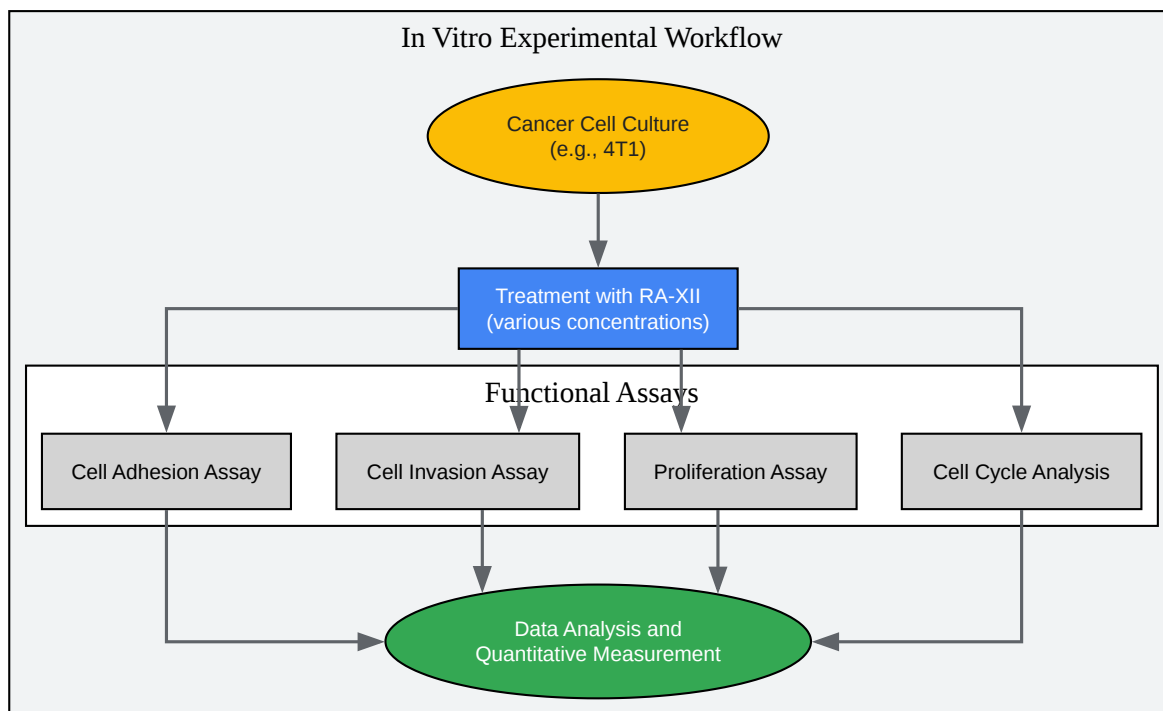 In Vitro Experimental Workflow
Cancer Cell Culture
(e.g., 4T1)
Treatment with RA-XII
(various concentrations)
Functional Assays
Cell Adhesion Assay
Cell Invasion Assay
Proliferation Assay
Cell Cycle Analysis
Data Analysis and
Quantitative Measurement